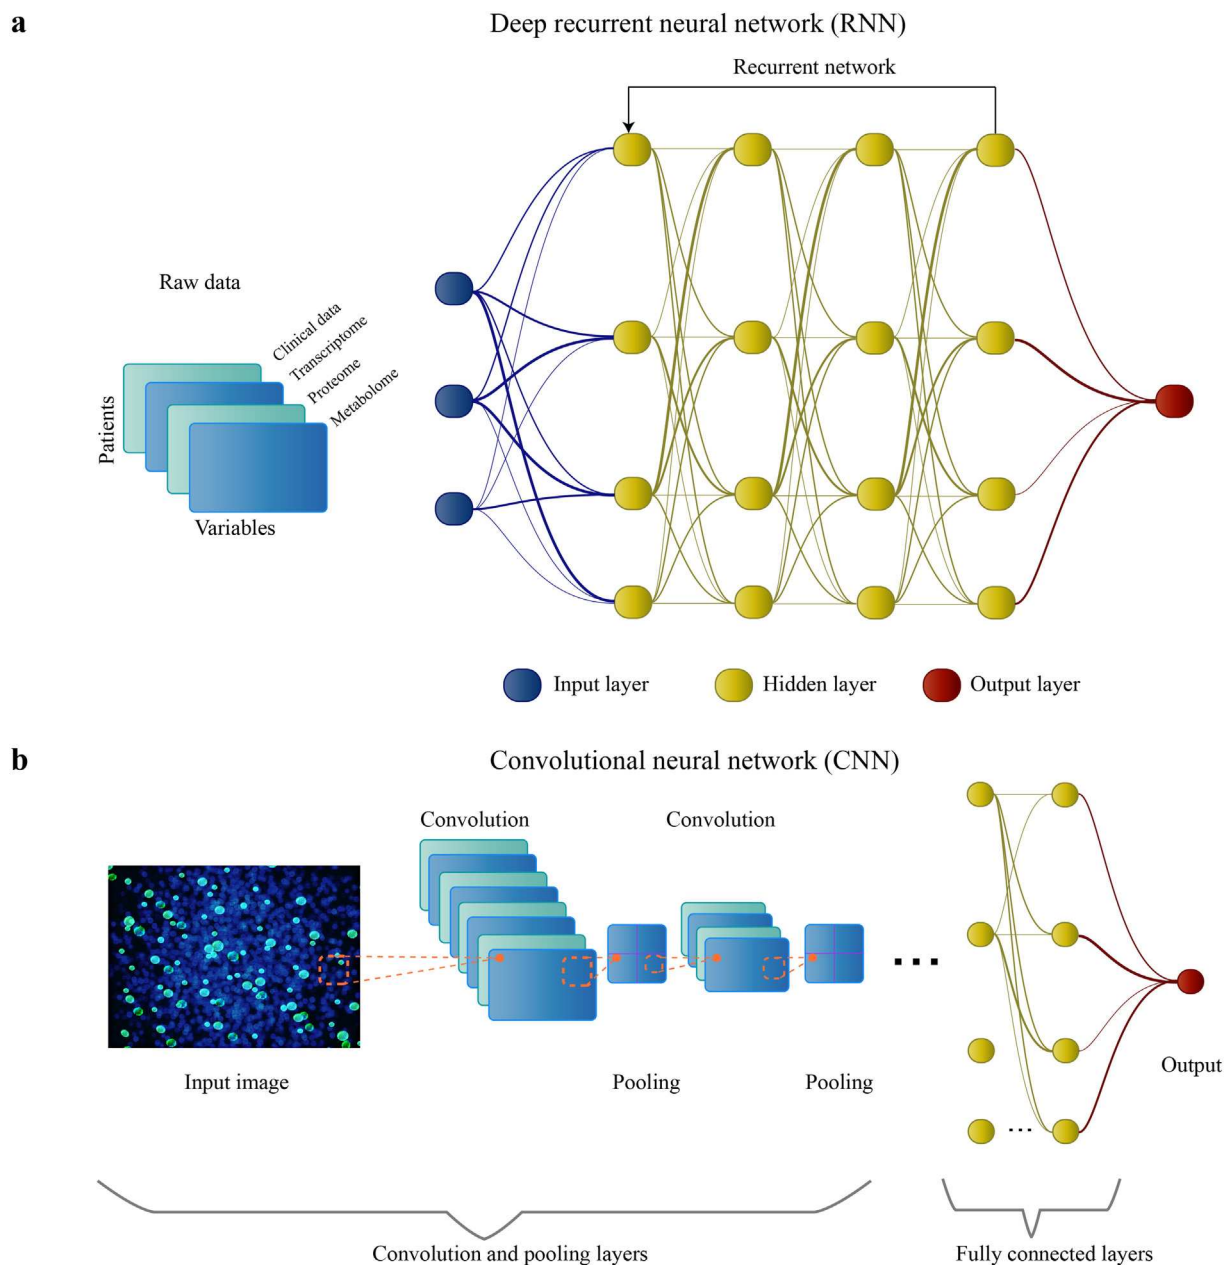 a
Deep recurrent neural network (RNN)
Recurrent network
Raw data
Clinical data
Transcriptome
Proteome
Metabolome
Patients
Variables
Input layer
Hidden layer
Output layer
b
Convolutional neural network (CNN)
Convolution
Convolution
...
Input image
Pooling
Pooling
Output
...
Convolution and pooling layers
Fully connected layers